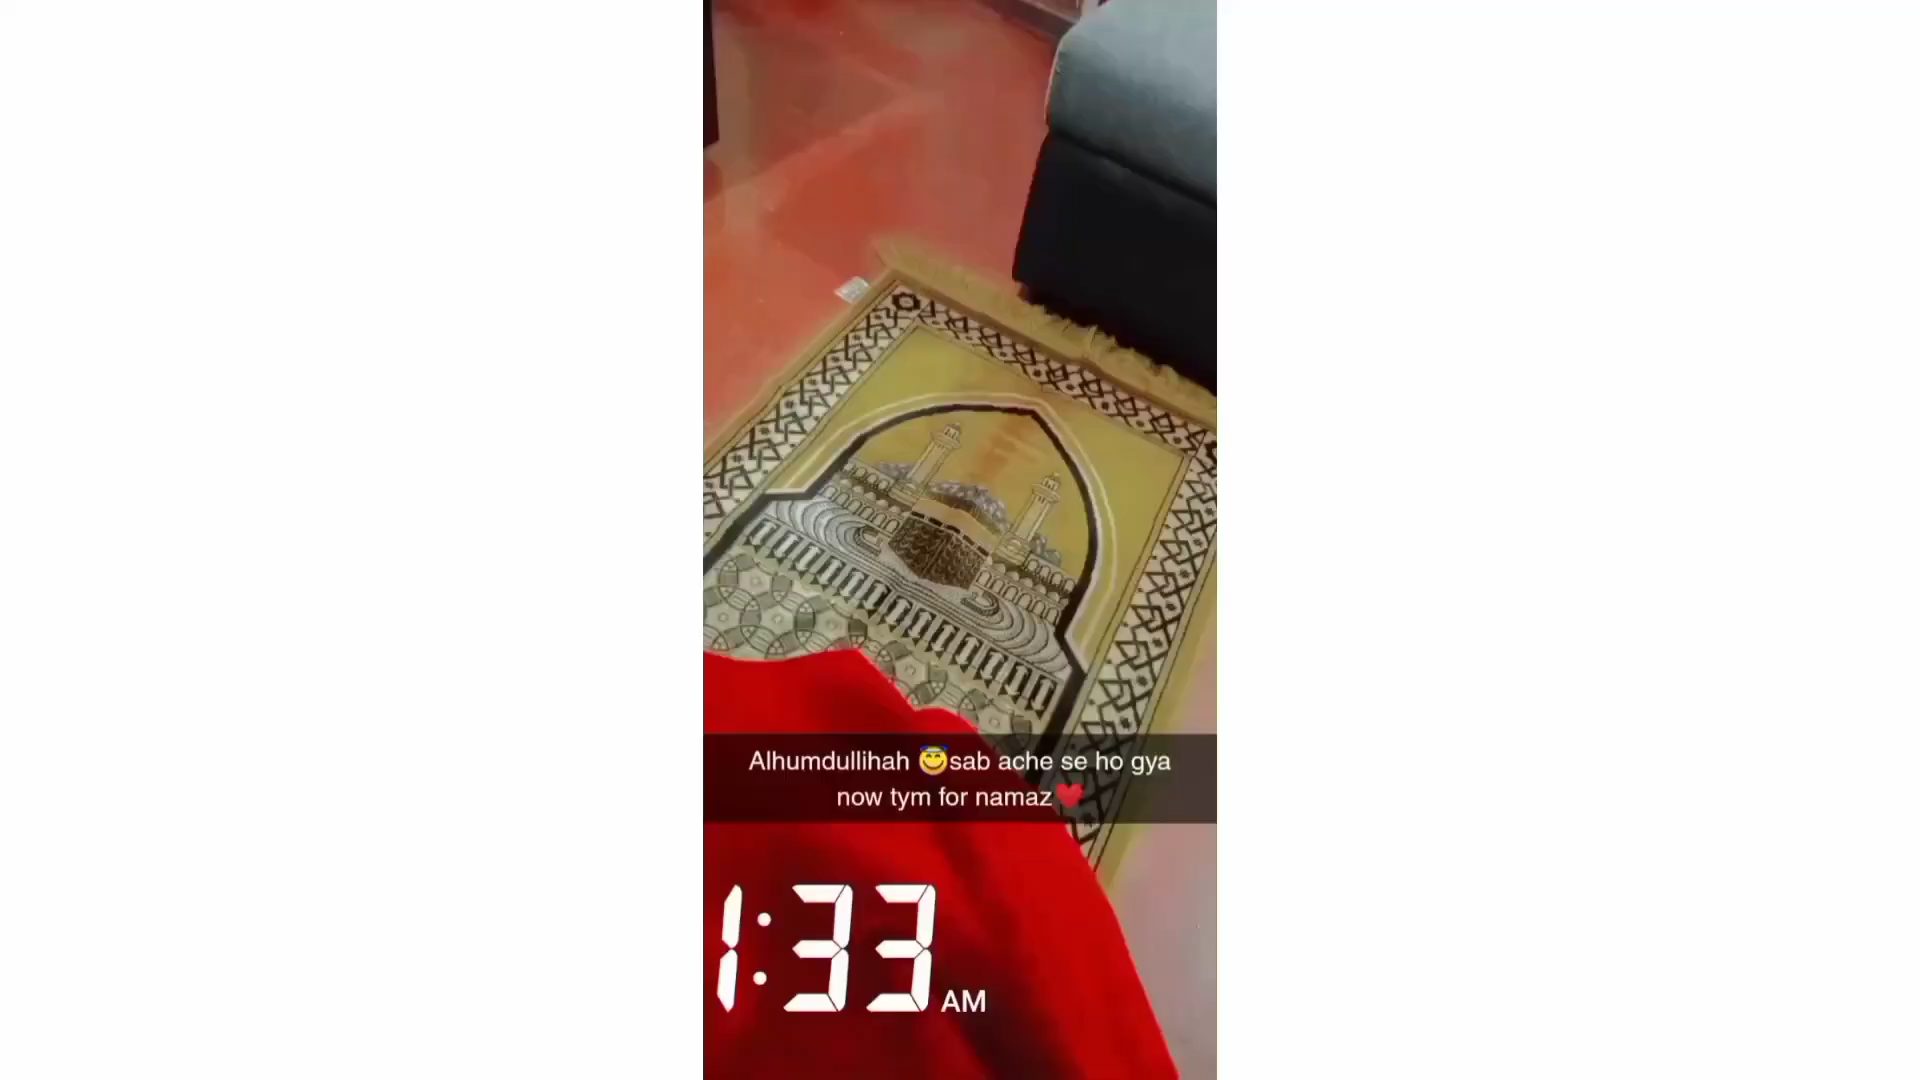 Alhumdullihah 😇sab ache se ho gya
now tym for namaz❤️
1:33 AM